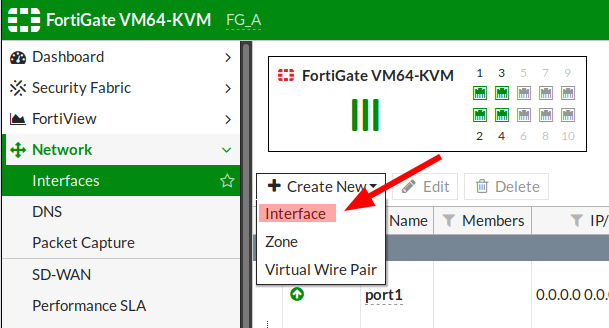 FortiGate VM64-KVM FG_A
Dashboard
Security Fabric
FortiView
Network
Interfaces
DNS
Packet Capture
SD-WAN
Performance SLA
FortiGate VM64-KVM
1 3 5 7 9
2 4 6 8 10
Create New Edit Delete
Interface
Zone
Virtual Wire Pair
Name Members IP/
port1 0.0.0.0 0.0.